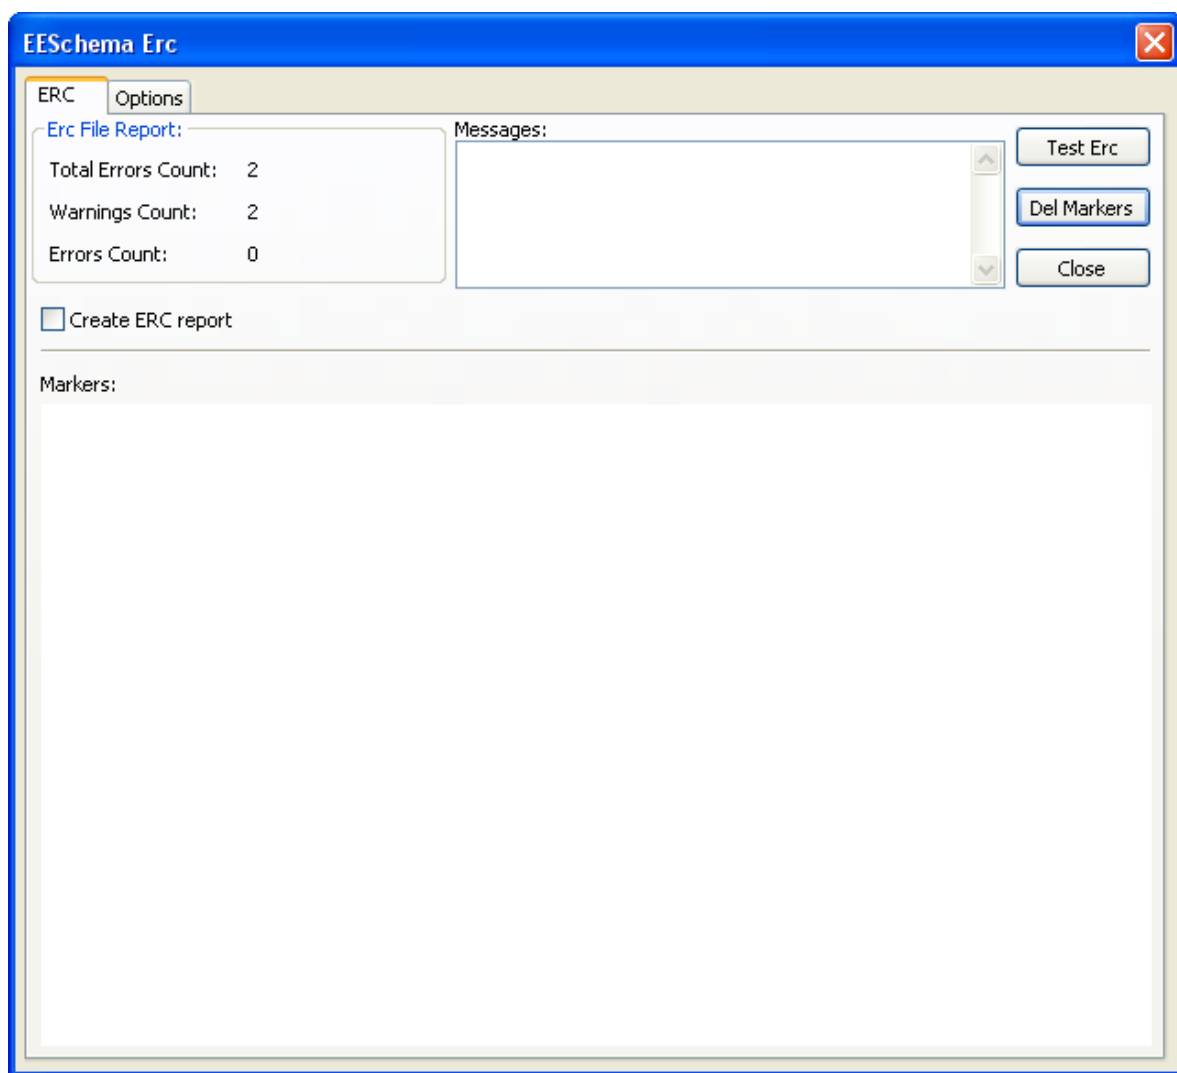 EESchema Erc
ERC Options
Erc File Report:
Total Errors Count: 2
Warnings Count: 2
Errors Count: 0
Messages:
Test Erc
Del Markers
Close
Create ERC report
Markers: